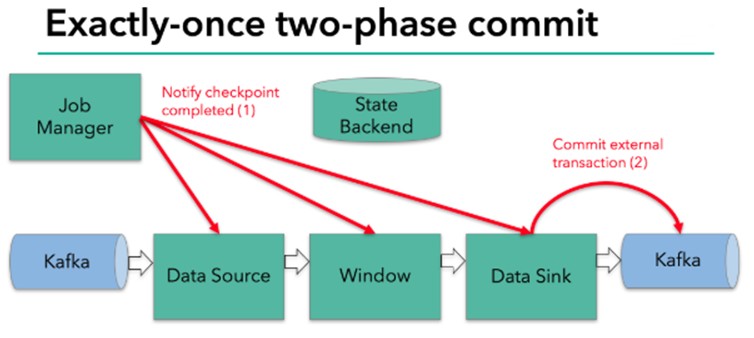 Exactly-once two-phase commit
Job
Manager
Notify checkpoint
completed (1)
State
Backend
Commit external
transaction (2)
Kafka
Data Source
Window
Data Sink
Kafka